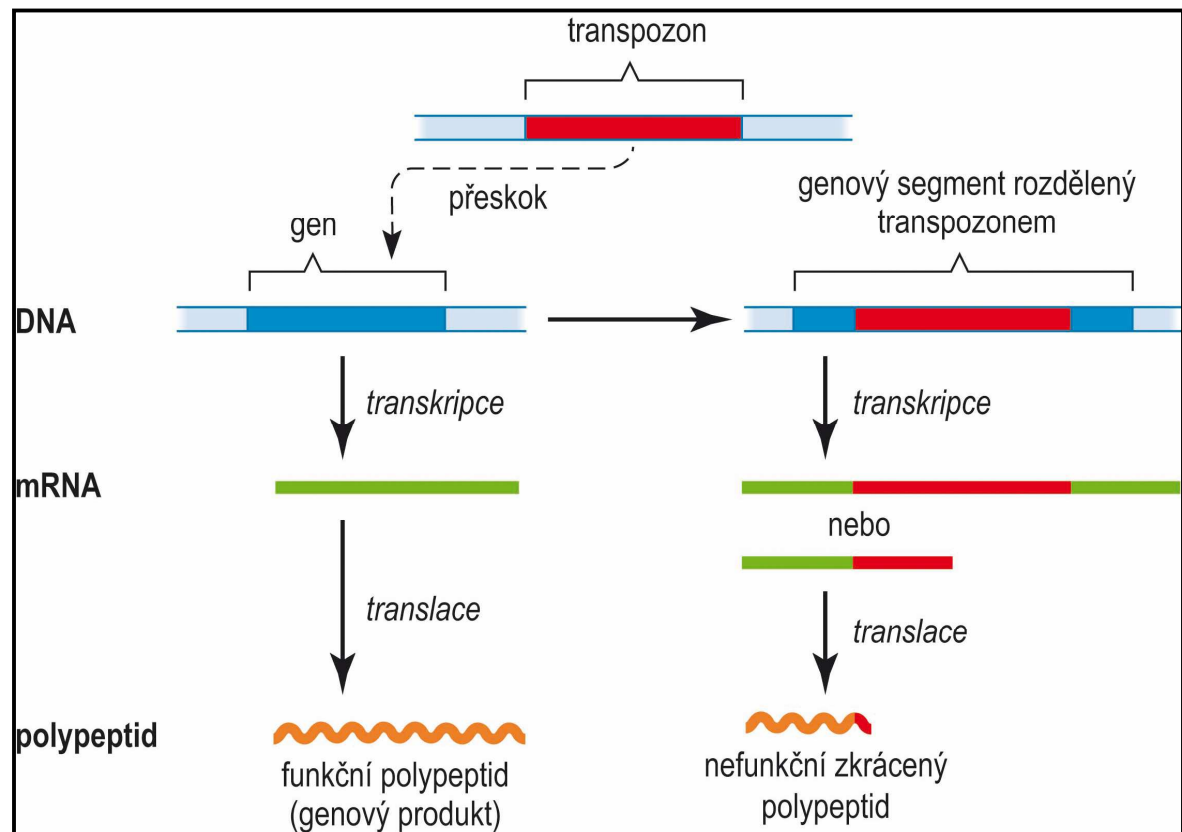 transpozon
přeskok
genový segment rozdělený
transpozonem
gen
DNA
transkripce
transkripce
mRNA
nebo
translace
translace
polypeptid
funkční polypeptid
(genový produkt)
nefunkční zkrácený
polypeptid